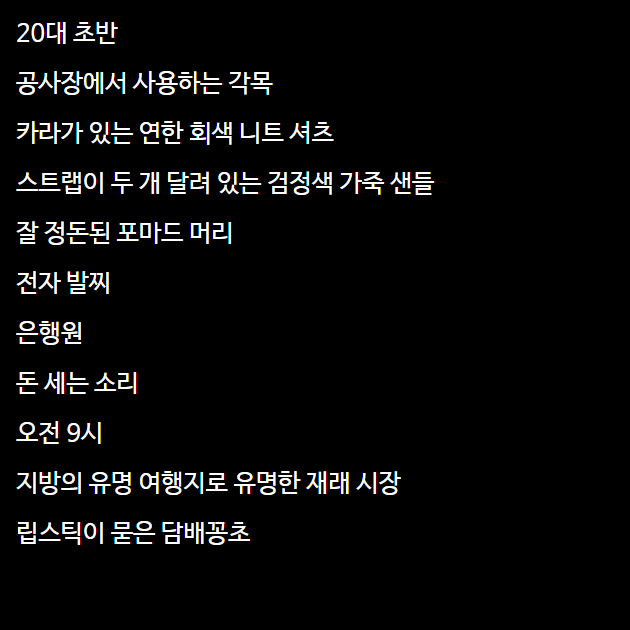 20대 초반
공사장에서 사용하는 각목
카라가 있는 연한 회색 니트 셔츠
스트랩이 두 개 달려 있는 검정색 가죽 샌들
잘 정돈된 포마드 머리
전자 발찌
은행원
돈 세는 소리
오전 9시
지방의 유명 여행지로 유명한 재래 시장
립스틱이 묻은 담배꽁초